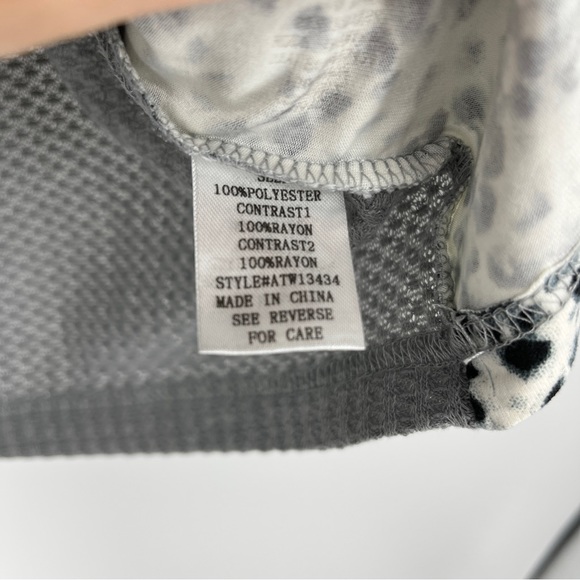 100%POLYESTER
CONTRAST1
100%RAYON
CONTRAST2
100%RAYON
STYLE#ATW13434
MADE IN CHINA
SEE REVERSE
FOR CARE